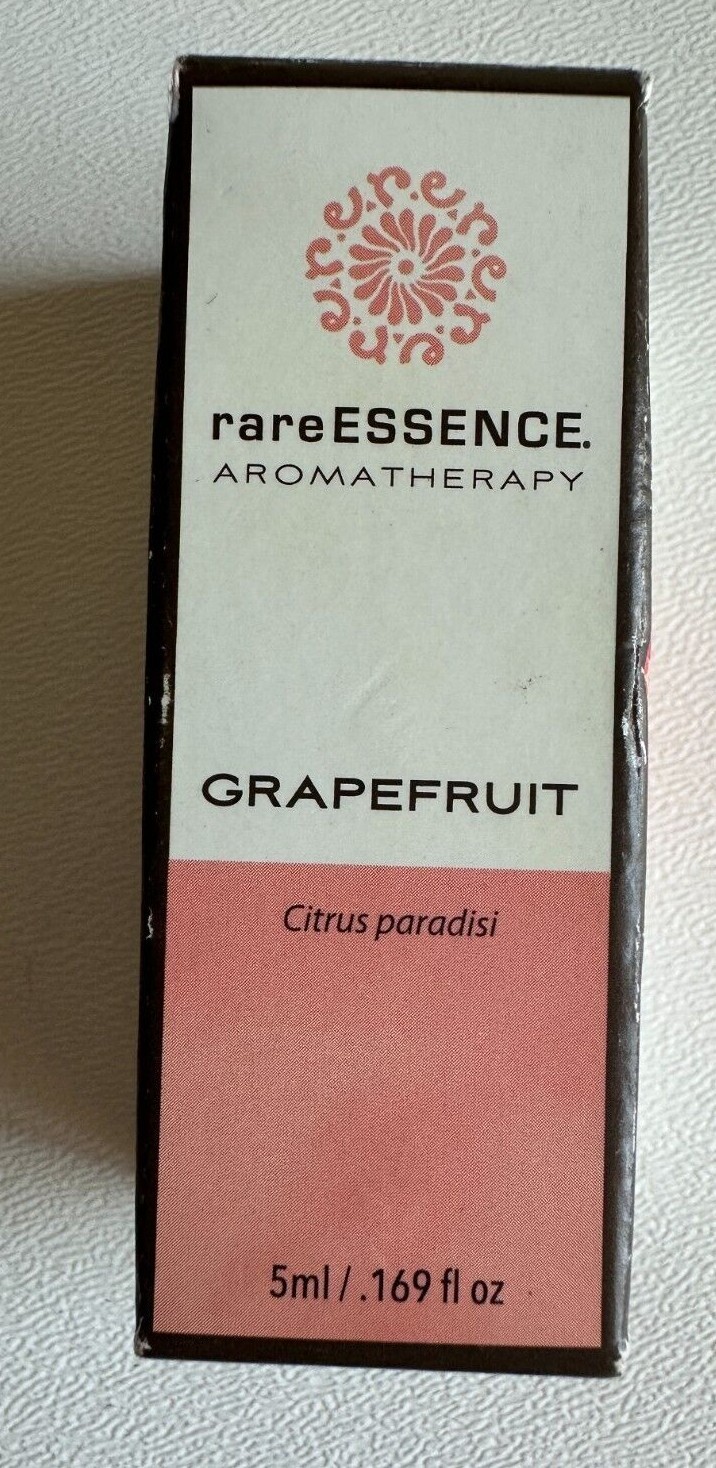 rareESSENCE.
AROMATHERAPY
GRAPEFRUIT
Citrus paradisi
5ml / .169 fl oz